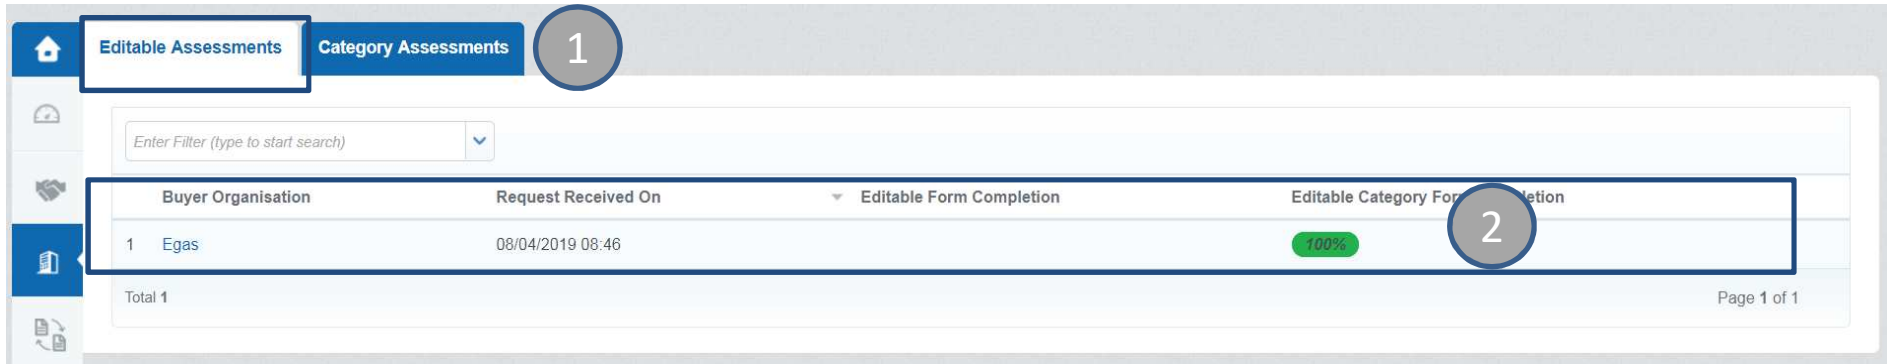 Editable Assessments Category Assessments 1
Enter Filter (type to start search)
Buyer Organisation Request Received On Editable Form Completion Editable Category For etion
2
1 Egas 08/04/2019 08:46 100%
Total 1 Page 1 of 1